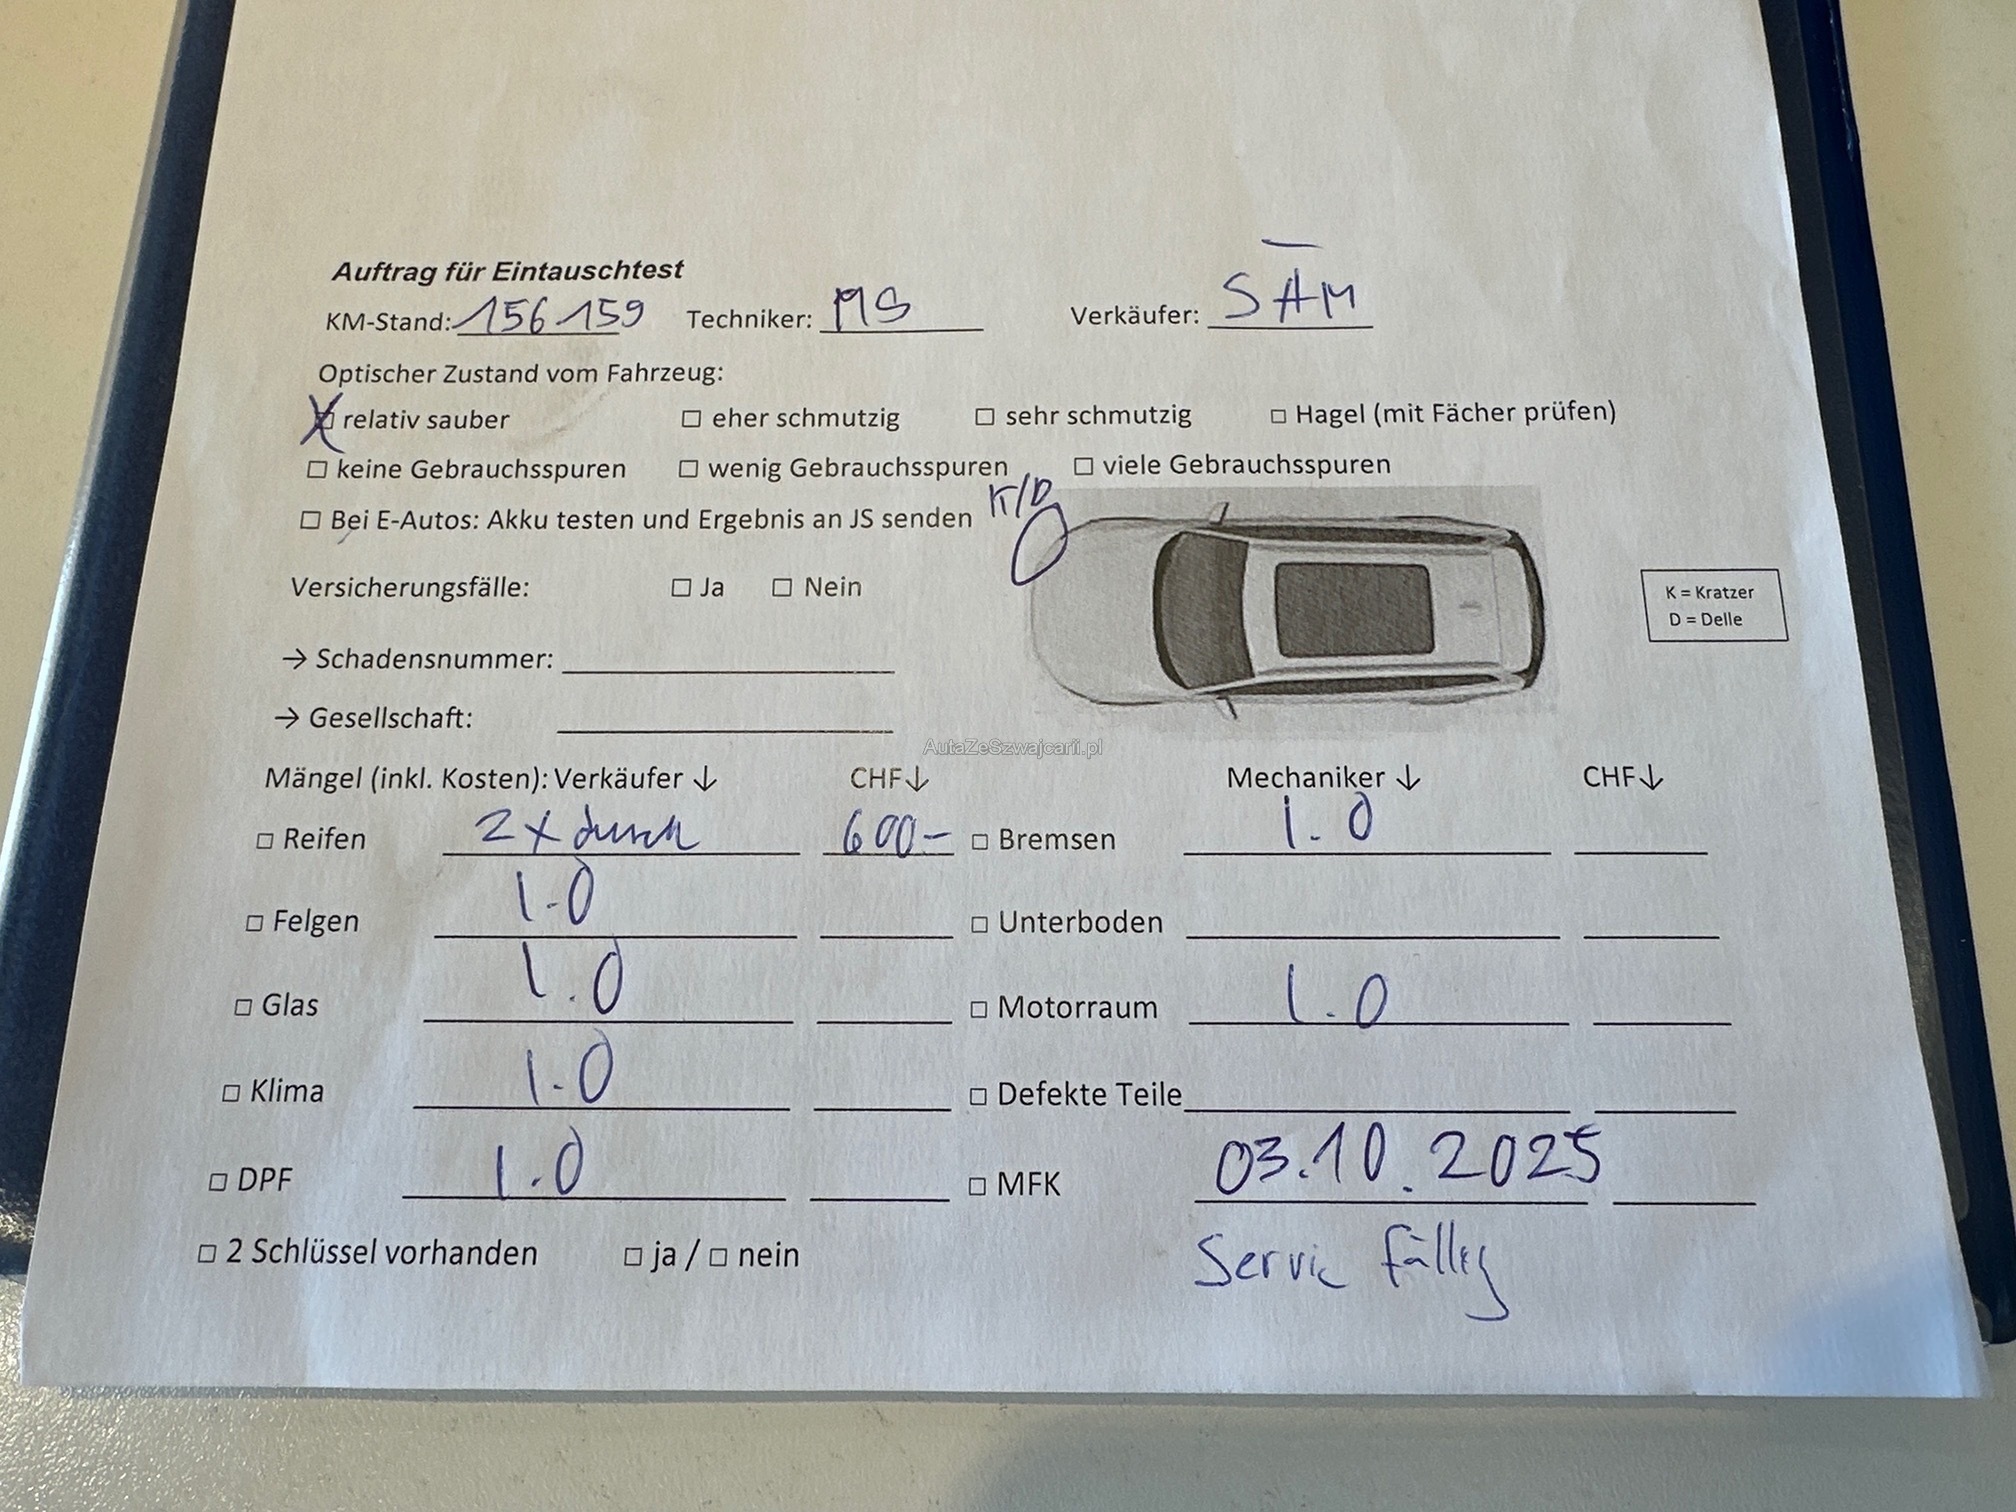 Auftrag für Eintauschtest
KM-Stand: 156159 Techniker: MS Verkäufer: SAM
Optischer Zustand vom Fahrzeug:
☒ relativ sauber ☐ eher schmutzig ☐ sehr schmutzig ☐ Hagel (mit Fächer prüfen)
☐ keine Gebrauchsspuren ☐ wenig Gebrauchsspuren ☐ viele Gebrauchsspuren
K/D
☐ Bei E-Autos: Akku testen und Ergebnis an JS senden
Versicherungsfälle: ☐ Ja ☐ Nein
K = Kratzer
D = Delle
→ Schadensnummer:
→ Gesellschaft:
AutaZeSzwajcarii.pl
Mängel (inkl. Kosten): Verkäufer ↓ CHF↓ Mechaniker ↓ CHF↓
☐ Reifen 2x durch 600- ☐ Bremsen 1.0
☐ Felgen 1.0 ☐ Unterboden
☐ Glas 1.0 ☐ Motorraum 1.0
☐ Klima 1.0 ☐ Defekte Teile
☐ DPF 1.0 ☐ MFK 03.10.2025
☐ 2 Schlüssel vorhanden ☐ ja / ☐ nein Servic fällig